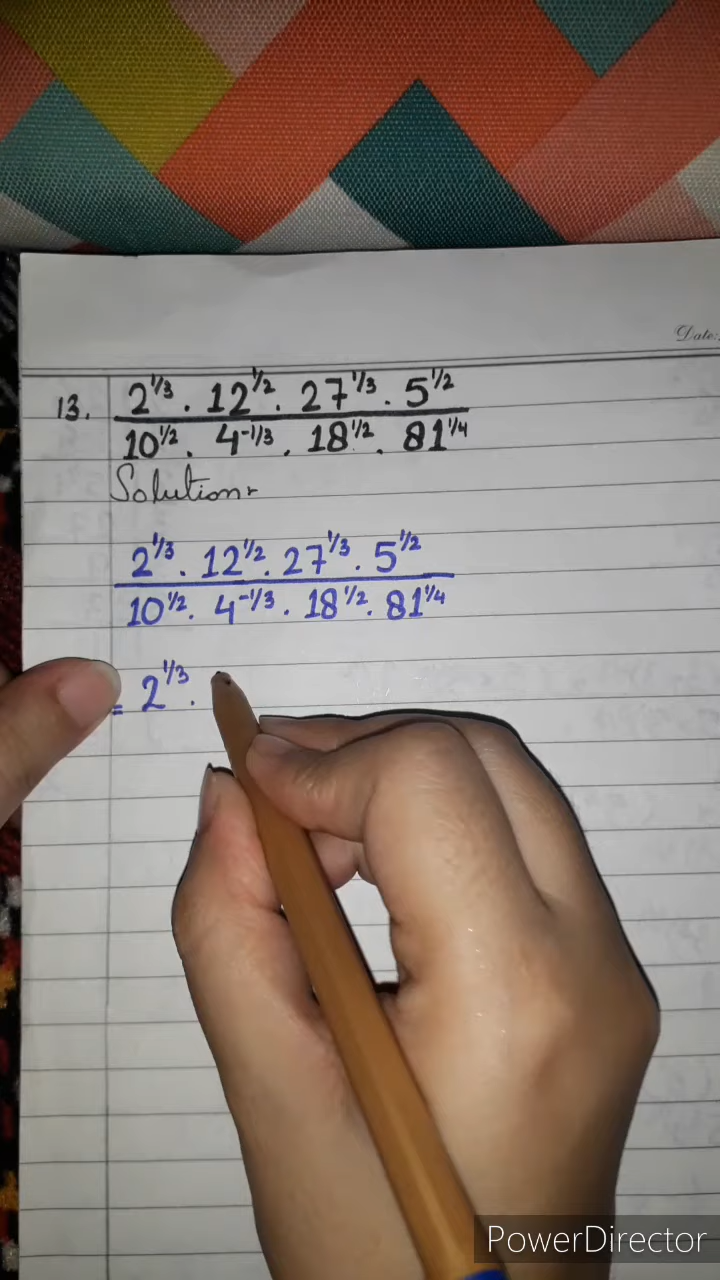 Date:
13. 2^1/3 . 12^1/2 . 27^1/3 . 5^1/2
10^1/2 . 4^-1/3 . 18^1/2 . 81^1/4
Solution:-
2^1/3 . 12^1/2 . 27^1/3 . 5^1/2
10^1/2 . 4^-1/3 . 18^1/2 . 81^1/4
= 2^1/3 .
PowerDirector